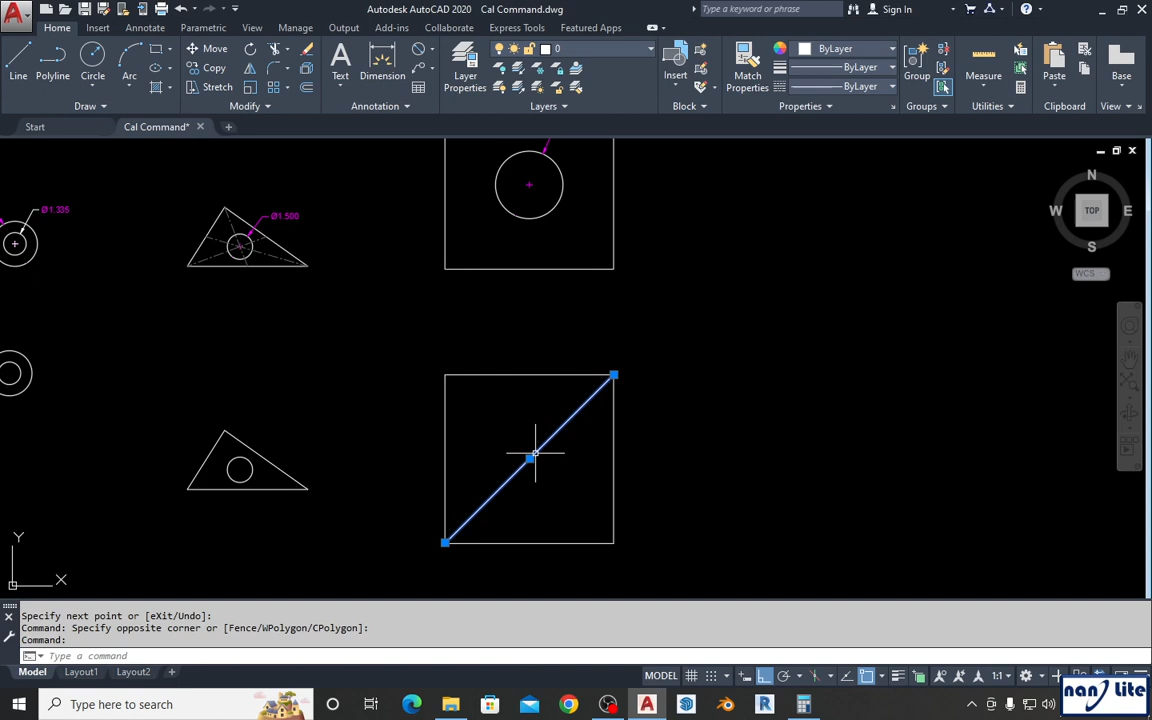 Autodesk AutoCAD 2020 Cal Command.dwg
Type a keyword or phrase
Sign In
Home Insert Annotate Parametric View Manage Output Add-ins Collaborate Express Tools Featured Apps
Line Polyline Circle Arc
Move
Copy
Stretch
Text Dimension
Layer Properties
0
Insert
Match Properties
ByLayer
ByLayer
ByLayer
Group
Measure
Paste
Base
Draw Modify Annotation Layers Block Properties Groups Utilities Clipboard View
Start Cal Command*
N
W TOP E
S
WCS
Ø1.335
Ø1.500
Y
X
Specify next point or [eXit/Undo]:
Command: Specify opposite corner or [Fence/WPolygon/CPolygon]:
Command:
Type a command
Model Layout1 Layout2
MODEL
1:1
Type here to search
nanJlite